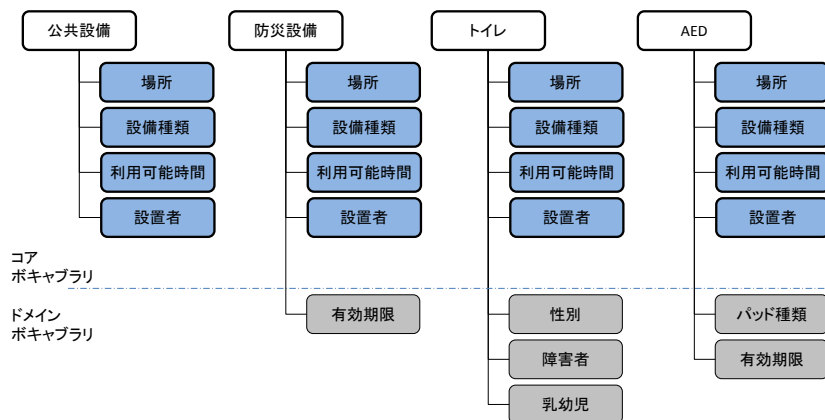 公共設備
防災設備
トイレ
AED
場所
場所
場所
場所
設備種類
設備種類
設備種類
設備種類
利用可能時間
利用可能時間
利用可能時間
利用可能時間
設置者
設置者
設置者
設置者
コア
ボキャブラリ
ドメイン
ボキャブラリ
有効期限
性別
パッド種類
障害者
有効期限
乳幼児